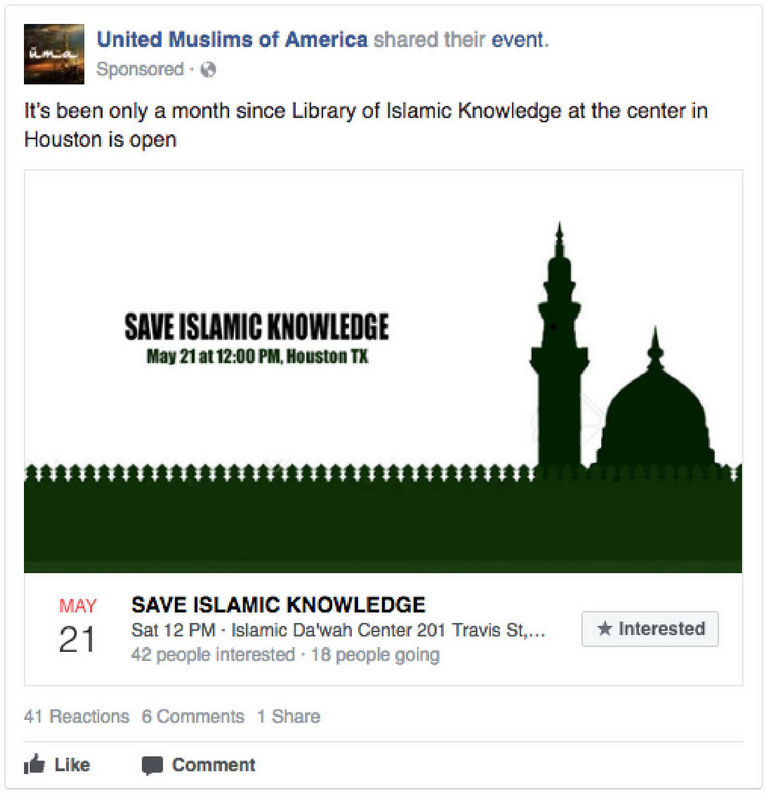 ūma
United Muslims of America shared their event.
Sponsored ·
It's been only a month since Library of Islamic Knowledge at the center in
Houston is open
SAVE ISLAMIC KNOWLEDGE
May 21 at 12:00 PM, Houston TX
MAY
21
SAVE ISLAMIC KNOWLEDGE
Sat 12 PM · Islamic Da'wah Center 201 Travis St,...
42 people interested · 18 people going
★ Interested
41 Reactions 6 Comments 1 Share
Like Comment